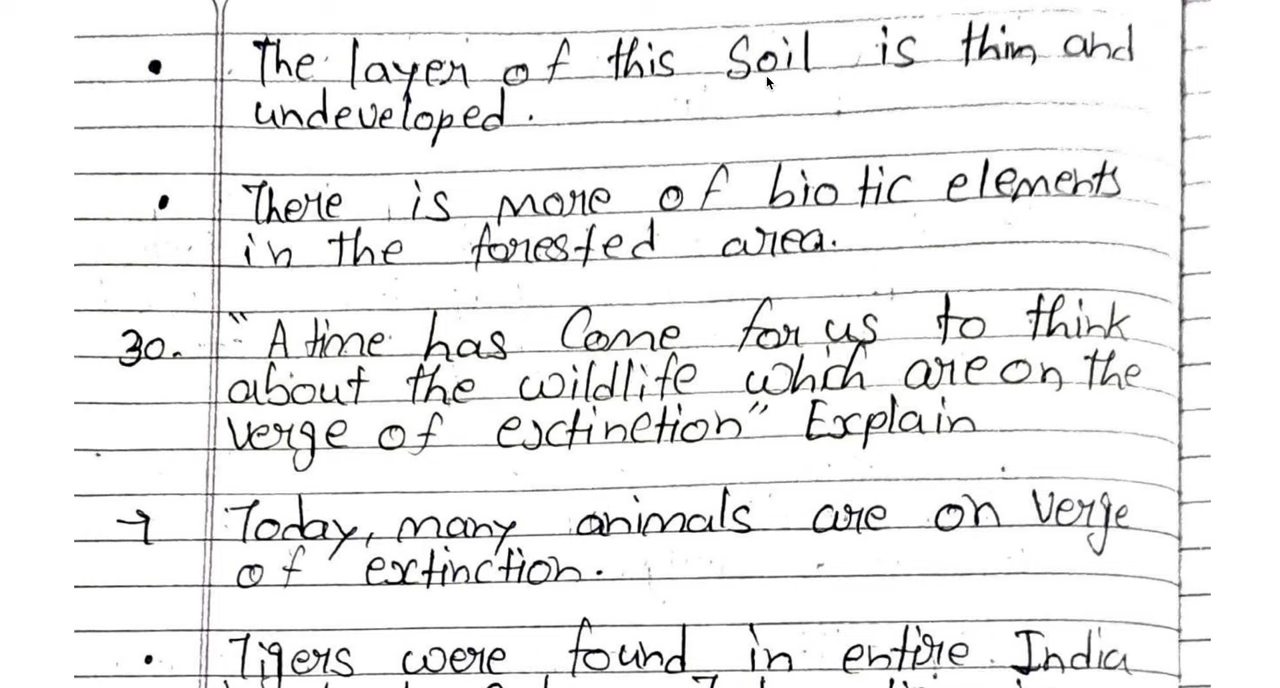 • The layer of this Soil is thin and
undeveloped.
• There is more of biotic elements
in the forested area.
30. "A time has Come for us to think
about the wildlife which are on the
verge of extinction" Explain
→ Today, many animals are on verge
of extinction.
• Tigers were found in entire India